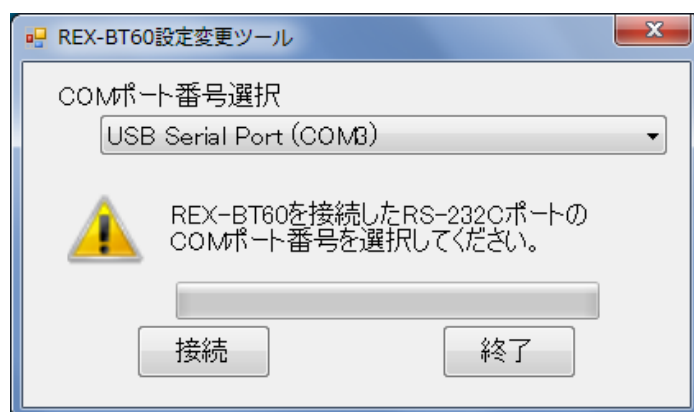 REX-BT60設定変更ツール
COMポート番号選択
USB Serial Port (COM3)
REX-BT60を接続したRS-232Cポートの
COMポート番号を選択してください。
接続
終了